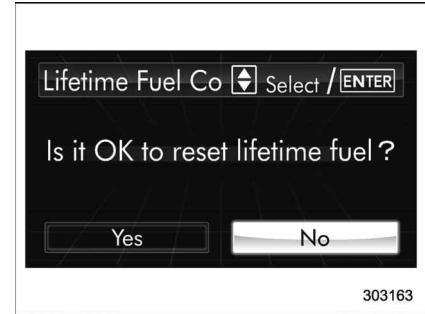 Lifetime Fuel Co Select / ENTER
Is it OK to reset lifetime fuel?
Yes No
303163